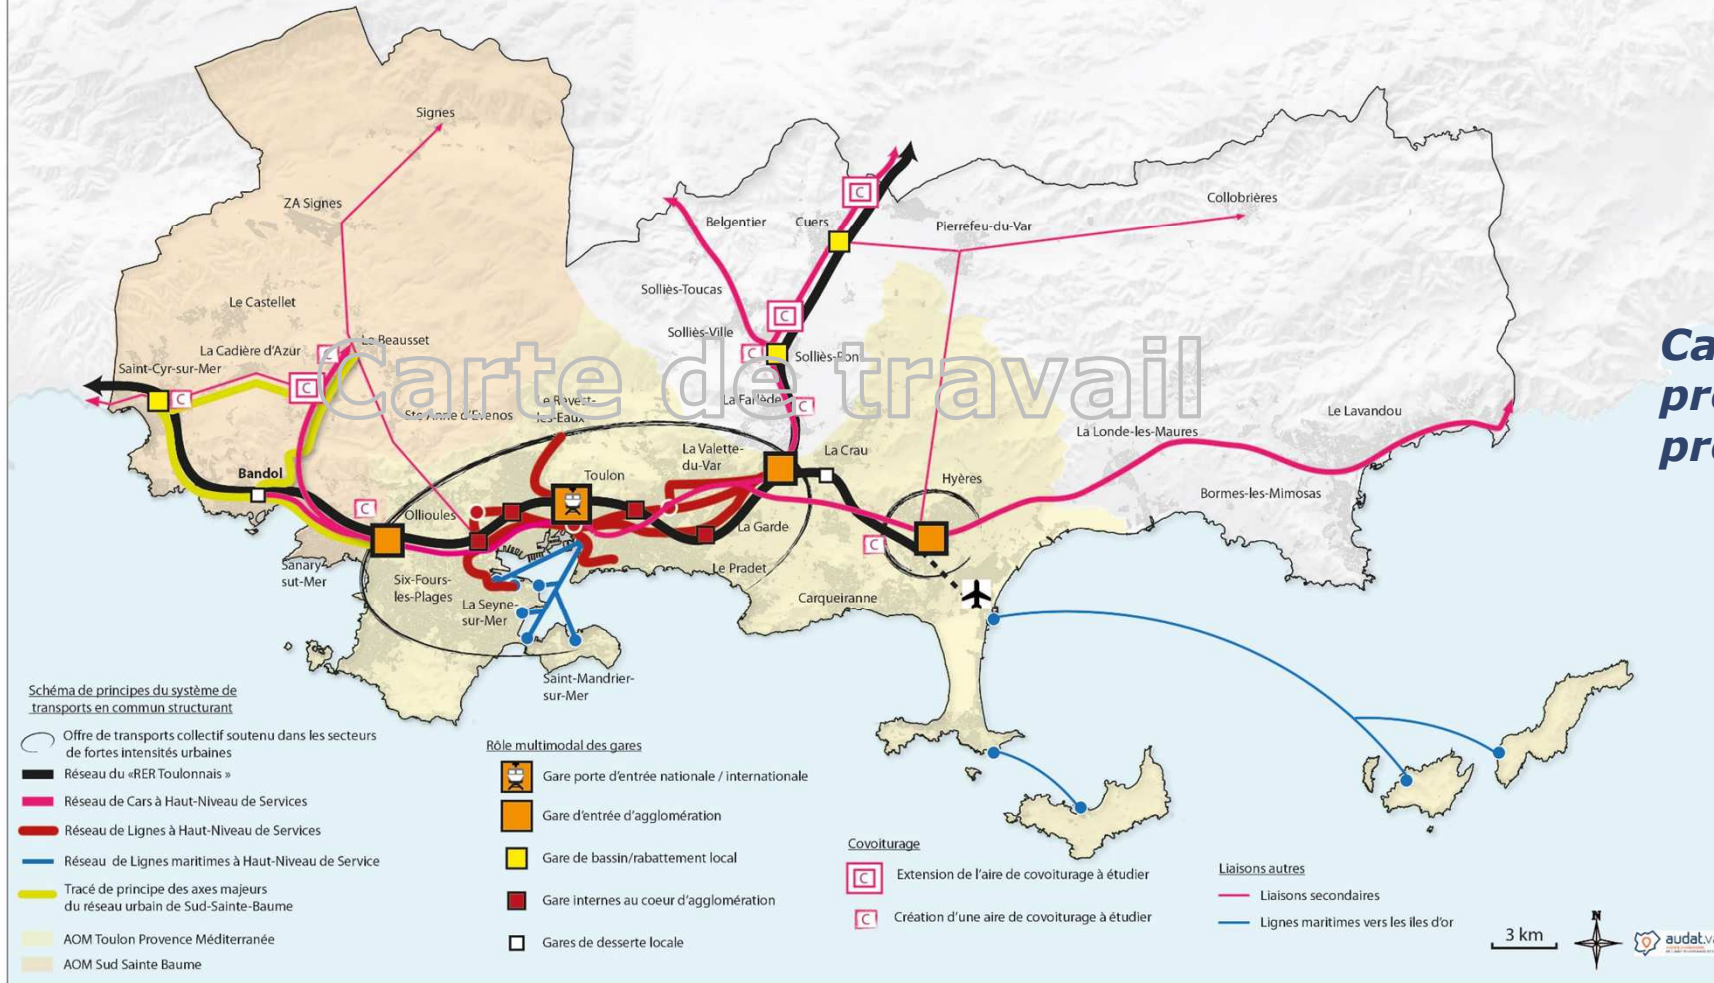 Signes
ZA Signes
Belgentier
Cuers
Pierrefeu-du-Var
Collobrières
Solliès-Toucas
Le Castellet
Solliès-Ville
Le Beausset
La Cadière d'Azur
Solliès-Pont
Saint-Cyr-sur-Mer
Carte de travail
Le Revest-
les-Eaux
La Farlède
Ste Anne d'Evenos
Le Lavandou
La Londe-les-Maures
La Valette-
du-Var
La Crau
Bandol
Toulon
Hyères
Bormes-les-Mimosas
Ollioules
La Garde
Sanary-
sut-Mer
Six-Fours-
les-Plages
Le Pradet
La Seyne-
sur-Mer
Carqueiranne
Saint-Mandrier-
sur-Mer
C
C
C
C
C
C
C
C
C
Schéma de principes du système de
transports en commun structurant
Offre de transports collectif soutenu dans les secteurs
de fortes intensités urbaines
Réseau du «RER Toulonnais »
Réseau de Cars à Haut-Niveau de Services
Réseau de Lignes à Haut-Niveau de Services
Réseau de Lignes maritimes à Haut-Niveau de Service
Tracé de principe des axes majeurs
du réseau urbain de Sud-Sainte-Baume
AOM Toulon Provence Méditerranée
AOM Sud Sainte Baume
Rôle multimodal des gares
Gare porte d'entrée nationale / internationale
Gare d'entrée d'agglomération
Gare de bassin/rabattement local
Gare internes au coeur d'agglomération
Gares de desserte locale
Covoiturage
C Extension de l'aire de covoiturage à étudier
C Création d'une aire de covoiturage à étudier
Liaisons autres
Liaisons secondaires
Lignes maritimes vers les îles d'or
3 km
N
audat.va
Ca
pr
pr